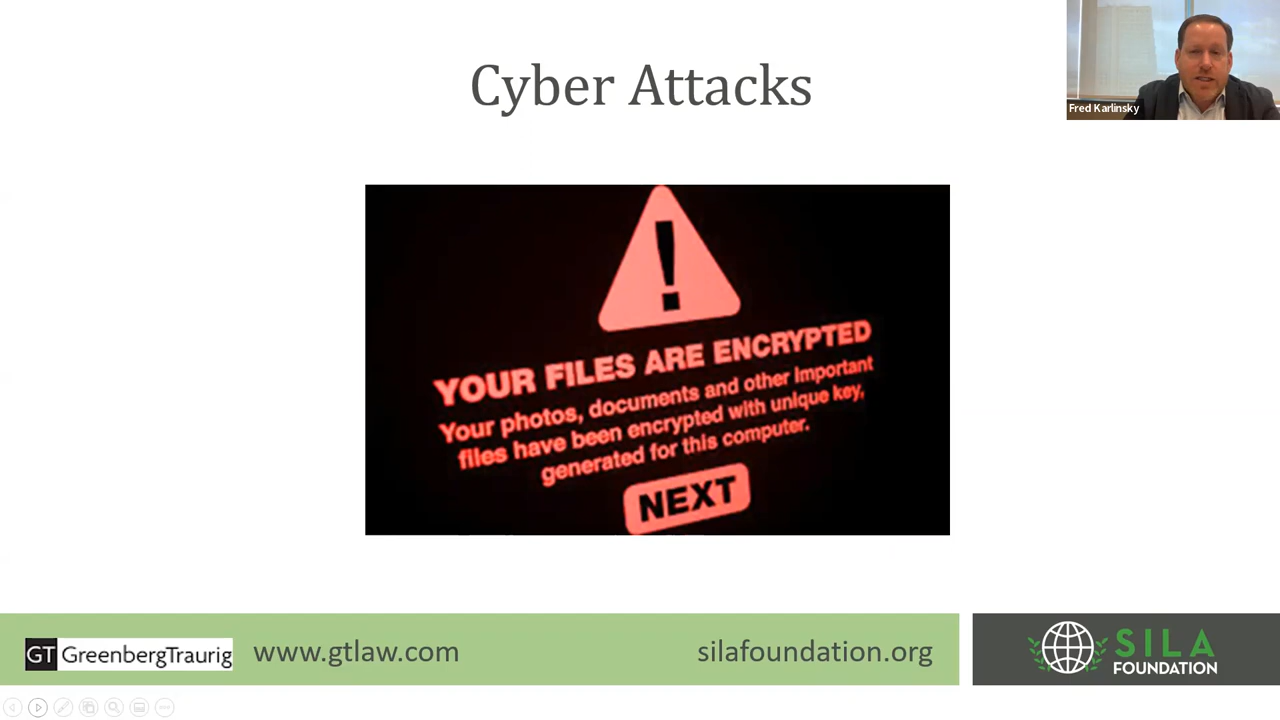 Cyber Attacks
Fred Karlinsky
!
YOUR FILES ARE ENCRYPTED
Your photos, documents and other important
files have been encrypted with unique key,
generated for this computer.
NEXT
GT GreenbergTraurig
www.gtlaw.com
silafoundation.org
SILA
FOUNDATION